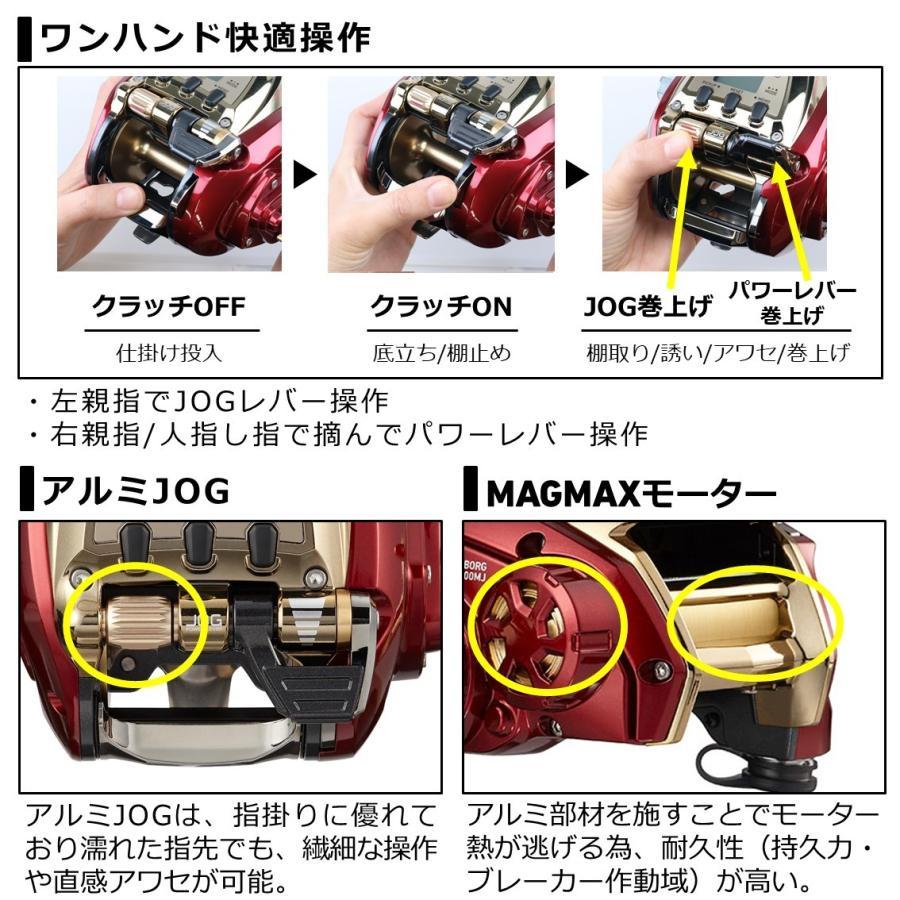 ワンハンド快適操作
クラッチOFF
仕掛け投入
クラッチON
底立ち/棚止め
JOG巻上げ
パワーレバー
巻上げ
棚取り/誘い/アワセ/巻上げ
・左親指でJOGレバー操作
・右親指/人指し指で摘んでパワーレバー操作
アルミJOG
JOG
アルミJOGは、指掛りに優れて
おり濡れた指先でも、繊細な操作
や直感アワセが可能。
MAGMAXモーター
BORG
00MJ
アルミ部材を施すことでモーター
熱が逃げる為、耐久性（持久力・
ブレーカー作動域）が高い。